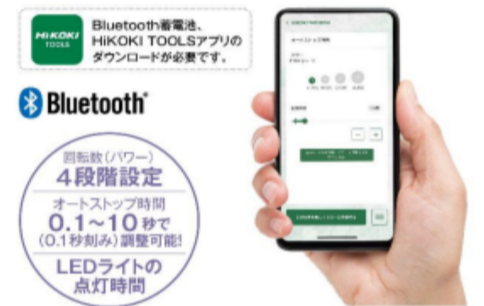 HiKOKI
TOOLS
Bluetooth蓄電池、
HiKOKI TOOLSアプリの
ダウンロードが必要です。
Bluetooth®
回転数(パワー)
4段階設定
オートストップ時間
0.1～10秒で
(0.1秒刻み)調整可能!
LEDライトの
点灯時間